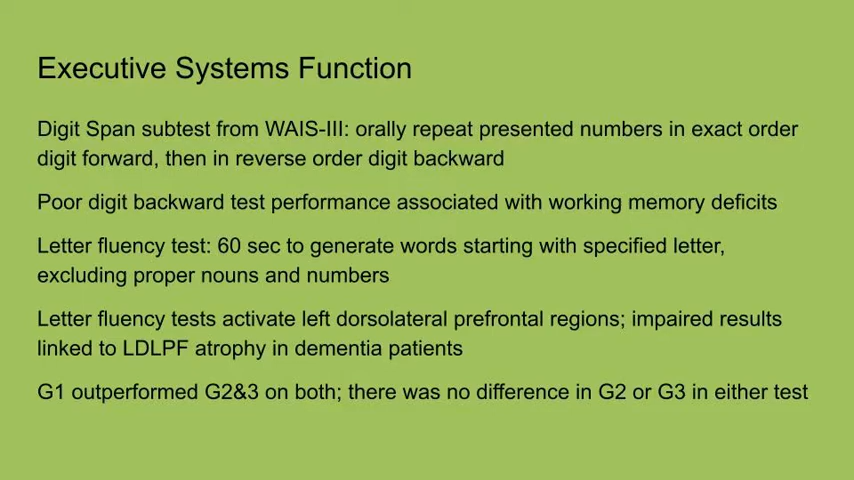 Executive Systems Function
Digit Span subtest from WAIS-III: orally repeat presented numbers in exact order
digit forward, then in reverse order digit backward
Poor digit backward test performance associated with working memory deficits
Letter fluency test: 60 sec to generate words starting with specified letter,
excluding proper nouns and numbers
Letter fluency tests activate left dorsolateral prefrontal regions; impaired results
linked to LDLPF atrophy in dementia patients
G1 outperformed G2&3 on both; there was no difference in G2 or G3 in either test